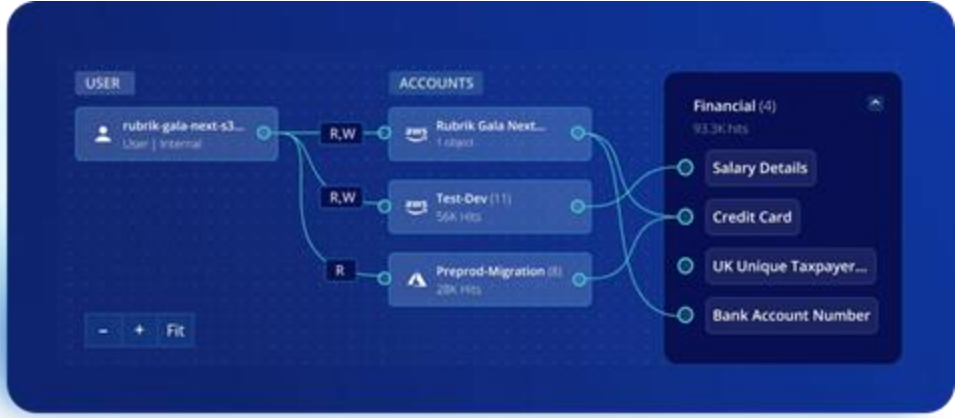 USER
rubrik-gala-next-s3...
User | Internal
R,W
R,W
R
ACCOUNTS
aws
Rubrik Gala Next...
1 object
aws
Test-Dev (11)
56K Hits
Preprod-Migration (8)
28K Hits
Financial (4)
93.3K hits
Salary Details
Credit Card
UK Unique Taxpayer...
Bank Account Number
- + Fit